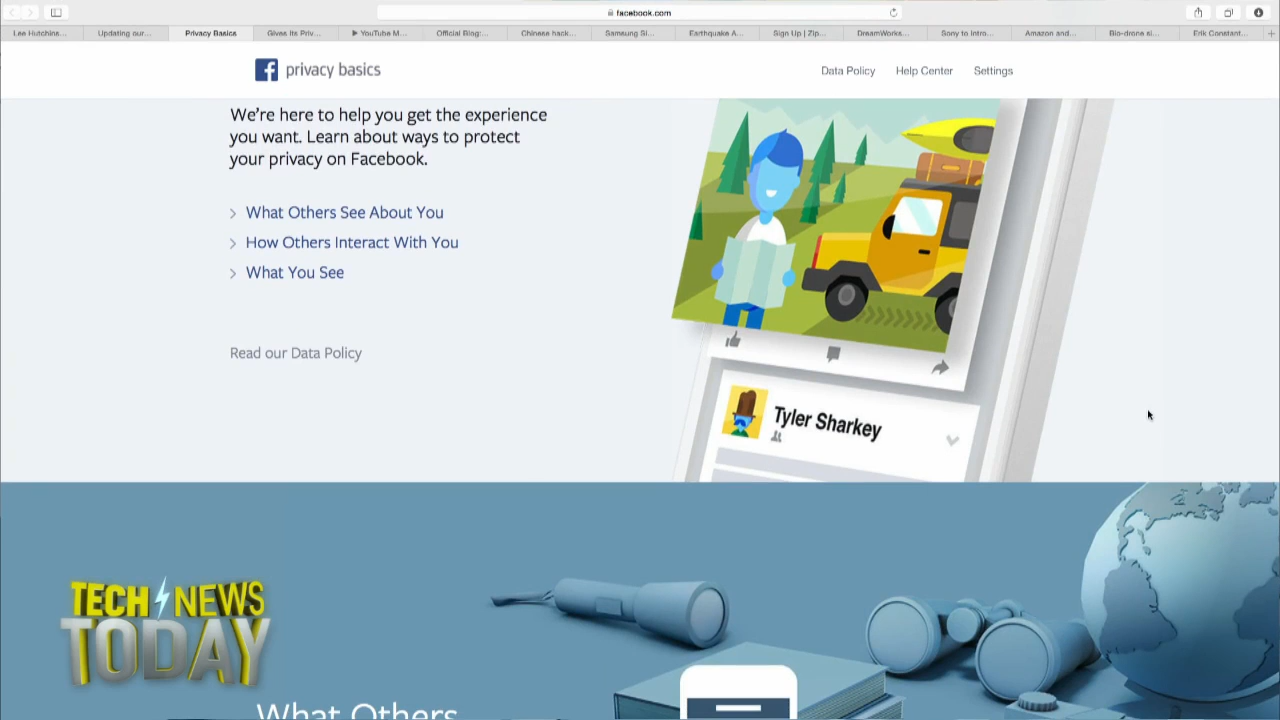 facebook.com
Lee Hutchins...
Updating our...
Privacy Basics
Gives Its Priv...
▶ YouTube M...
Official Blog:...
Chinese hack...
Samsung Si...
Earthquake A...
Sign Up | Zip...
DreamWorks...
Sony to Intro...
Amazon and...
Bio-drone si...
Erik Constant...
f privacy basics
Data Policy
Help Center
Settings
We're here to help you get the experience
you want. Learn about ways to protect
your privacy on Facebook.
What Others See About You
How Others Interact With You
What You See
Read our Data Policy
Tyler Sharkey
TECH NEWS
TODAY
What Others